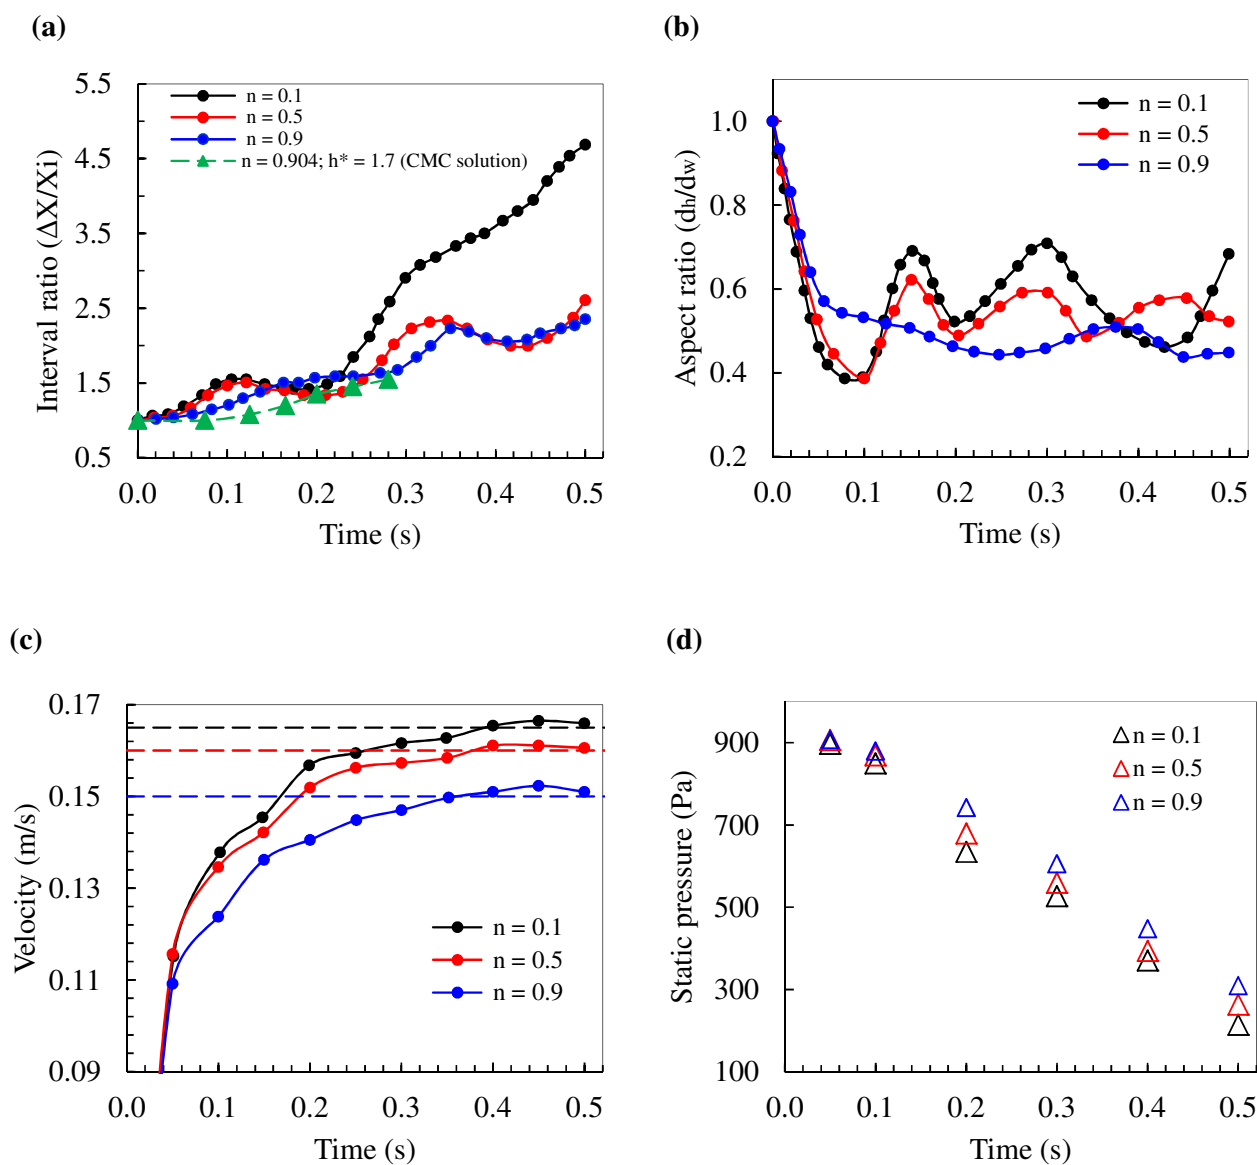 (a)
5.5
4.5
3.5
2.5
1.5
0.5
Interval ratio (ΔX/Xi)
n = 0.1
n = 0.5
n = 0.9
n = 0.904; h* = 1.7 (CMC solution)
0.0 0.1 0.2 0.3 0.4 0.5
Time (s)
(b)
1.0
0.8
0.6
0.4
0.2
Aspect ratio (dh/dw)
n = 0.1
n = 0.5
n = 0.9
0.0 0.1 0.2 0.3 0.4 0.5
Time (s)
(c)
0.17
0.15
0.13
0.11
0.09
Velocity (m/s)
n = 0.1
n = 0.5
n = 0.9
0.0 0.1 0.2 0.3 0.4 0.5
Time (s)
(d)
900
700
500
300
100
Static pressure (Pa)
n = 0.1
n = 0.5
n = 0.9
0.0 0.1 0.2 0.3 0.4 0.5
Time (s)